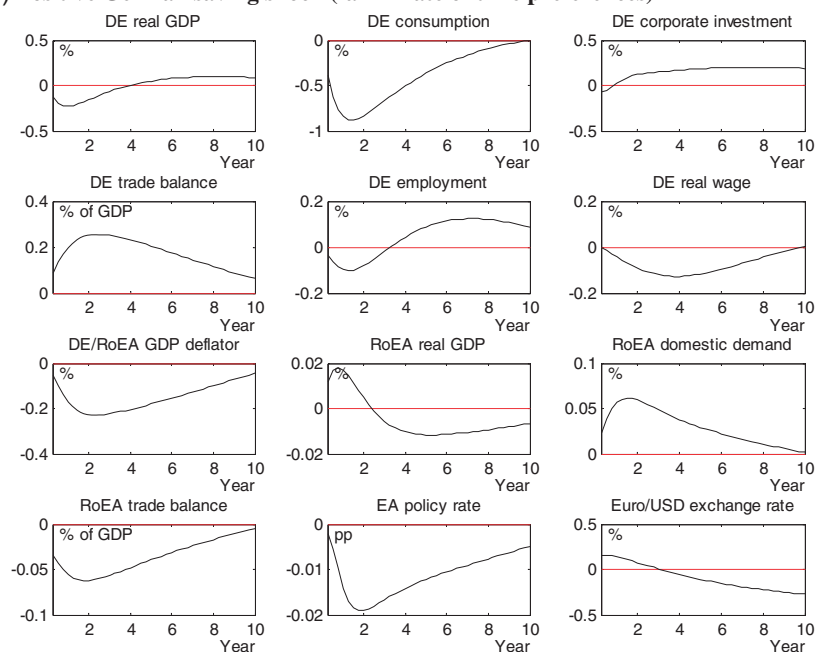 German saving shock
DE real GDP DE consumption DE corporate investment
0.5 % 0 % 0.5 %
0 -0.5 0
-0.5 -1 -0.5
2 4 6 8 10 2 4 6 8 10 2 4 6 8 10
Year Year Year
DE trade balance DE employment DE real wage
0.4 % of GDP 0.2 % 0.2 %
0.2 0 0
0 -0.2 -0.2
2 4 6 8 10 2 4 6 8 10 2 4 6 8 10
Year Year Year
DE/RoEA GDP deflator RoEA real GDP RoEA domestic demand
0 % 0.02 % 0.1 %
-0.2 0 0.05
-0.4 -0.02 0
2 4 6 8 10 2 4 6 8 10 2 4 6 8 10
Year Year Year
RoEA trade balance EA policy rate Euro/USD exchange rate
0 % of GDP 0 pp 0.5 %
-0.05 -0.01 0
-0.1 -0.02 -0.5
2 4 6 8 10 2 4 6 8 10 2 4 6 8 10
Year Year Year